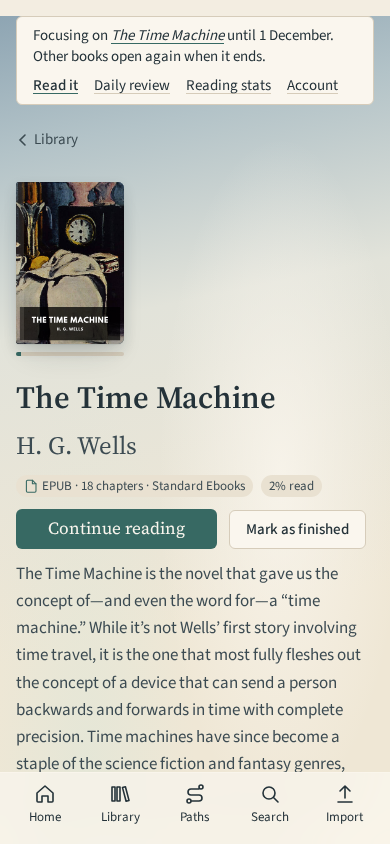 Focusing on The Time Machine until 1 December.
Other books open again when it ends.
Read it Daily review Reading stats Account
Library
THE TIME MACHINE
H. G. WELLS
The Time Machine
H. G. Wells
EPUB · 18 chapters · Standard Ebooks 2% read
Continue reading Mark as finished
The Time Machine is the novel that gave us the
concept of—and even the word for—a “time
machine.” While it’s not Wells’ first story involving
time travel, it is the one that most fully fleshes out
the concept of a device that can send a person
backwards and forwards in time with complete
precision. Time machines have since become a
staple of the science fiction and fantasy genres,
Home Library Paths Search Import